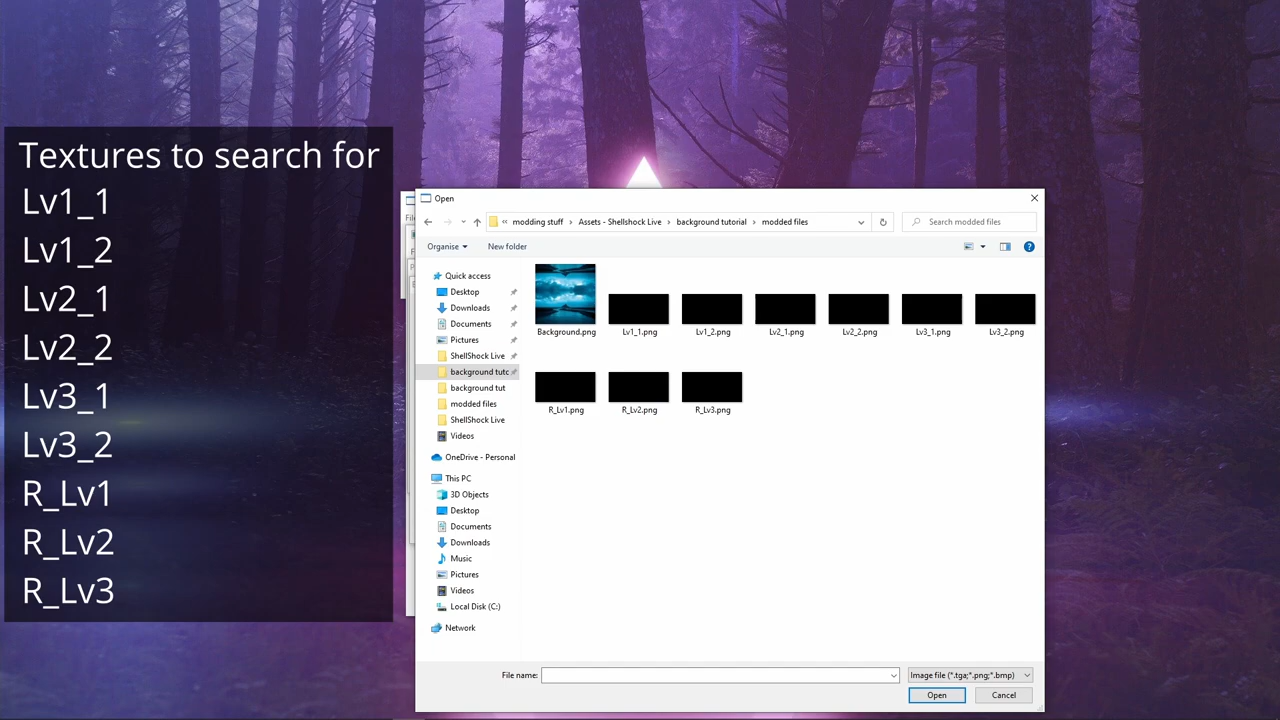 Textures to search for
Lv1_1
Lv1_2
Lv2_1
Lv2_2
Lv3_1
Lv3_2
R_Lv1
R_Lv2
R_Lv3
Open
« modding stuff › Assets - Shellshock Live › background tutorial › modded files
Search modded files
Organise
New folder
Quick access
Desktop
Downloads
Documents
Pictures
ShellShock Live
background tutc
background tut
modded files
ShellShock Live
Videos
OneDrive - Personal
This PC
3D Objects
Desktop
Documents
Downloads
Music
Pictures
Videos
Local Disk (C:)
Network
Background.png
Lv1_1.png
Lv1_2.png
Lv2_1.png
Lv2_2.png
Lv3_1.png
Lv3_2.png
R_Lv1.png
R_Lv2.png
R_Lv3.png
File name:
Image file (*.tga;*.png;*.bmp)
Open
Cancel